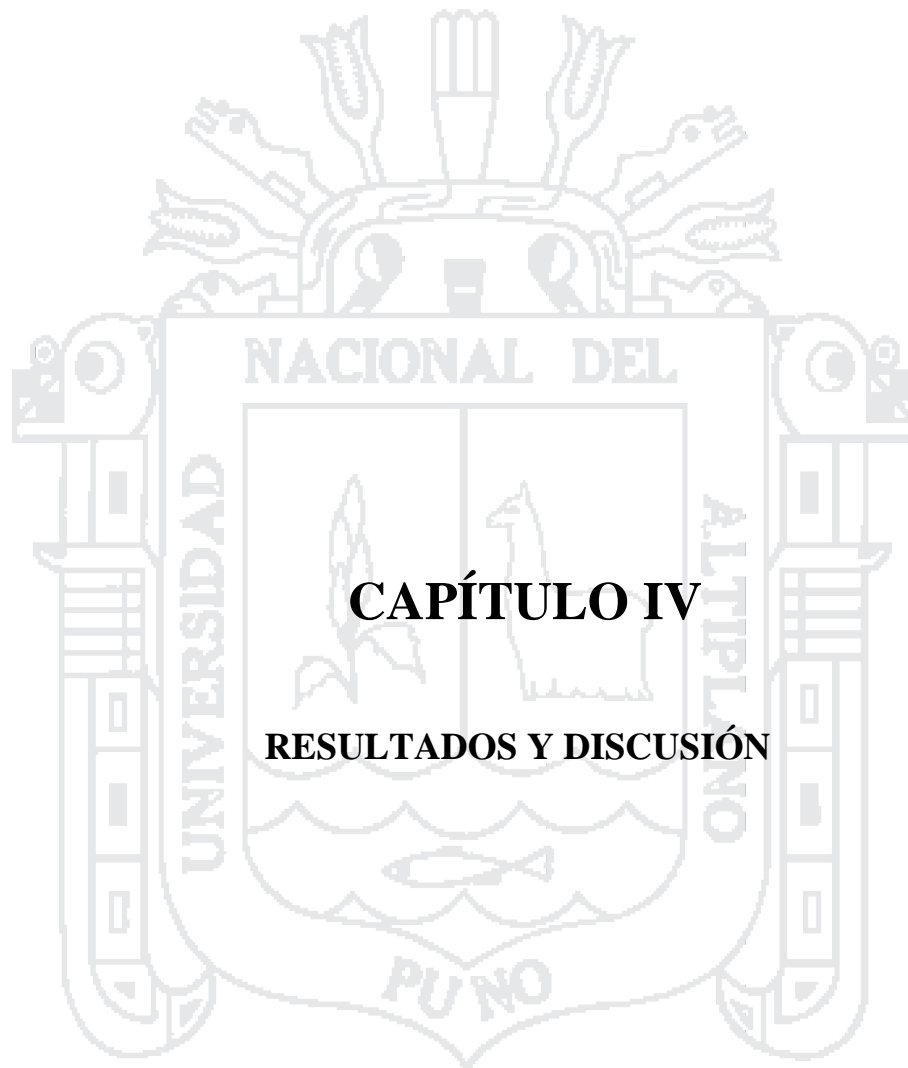 NACIONAL DEL
UNIVERSIDAD
ALTIPLANO
CAPÍTULO IV
RESULTADOS Y DISCUSIÓN
PUNO